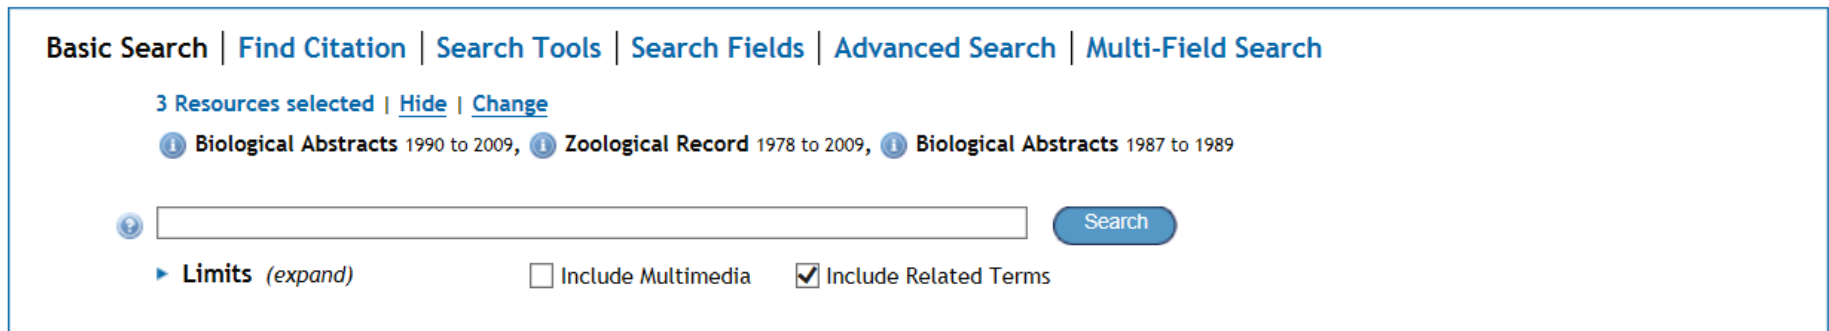 Basic Search | Find Citation | Search Tools | Search Fields | Advanced Search | Multi-Field Search
3 Resources selected | Hide | Change
Biological Abstracts 1990 to 2009, Zoological Record 1978 to 2009, Biological Abstracts 1987 to 1989
Search
Limits (expand) Include Multimedia Include Related Terms